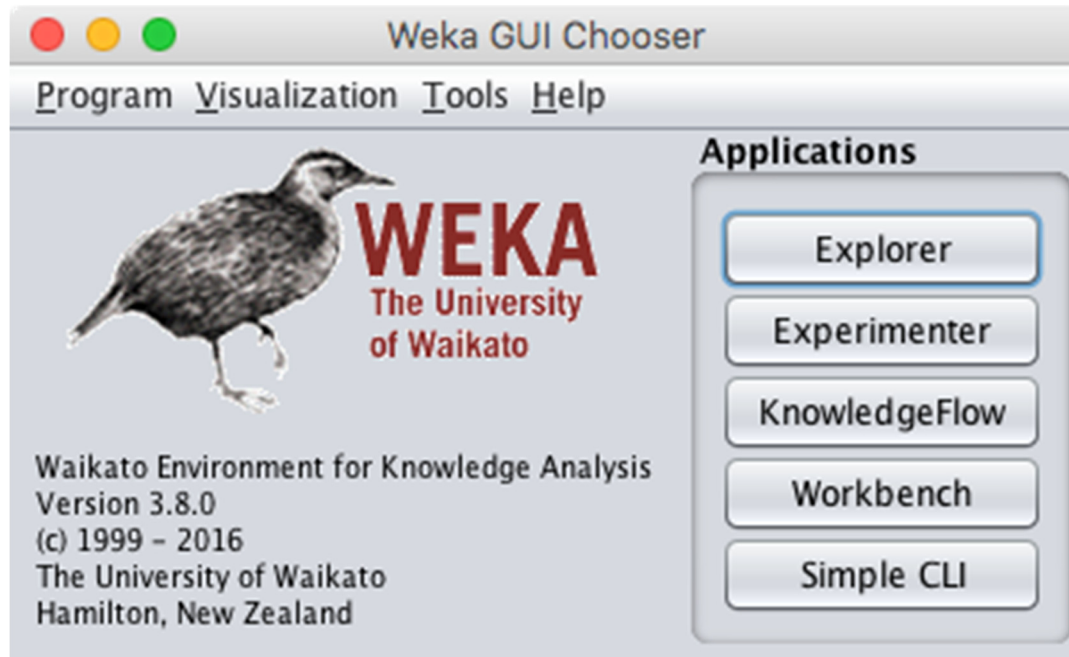 Weka GUI Chooser
Program Visualization Tools Help
WEKA
The University
of Waikato
Waikato Environment for Knowledge Analysis
Version 3.8.0
(c) 1999 – 2016
The University of Waikato
Hamilton, New Zealand
Applications
Explorer
Experimenter
KnowledgeFlow
Workbench
Simple CLI